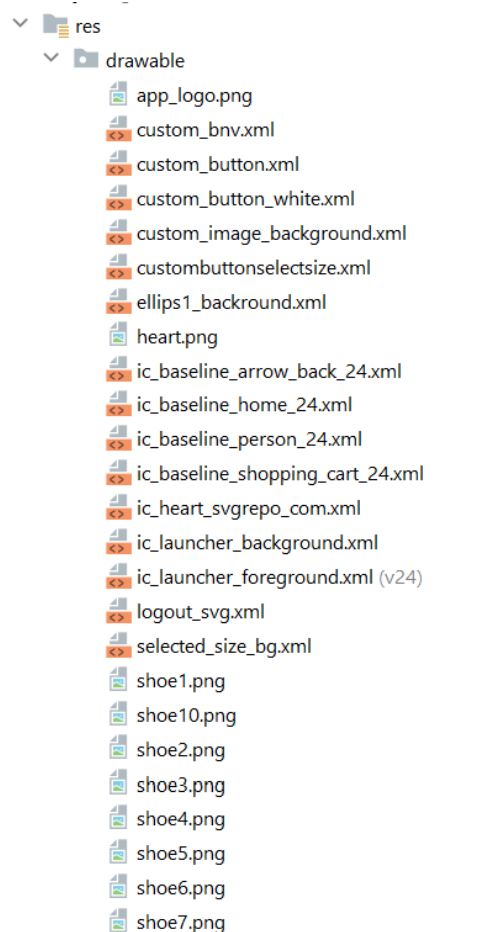 res
drawable
app_logo.png
custom_bnv.xml
custom_button.xml
custom_button_white.xml
custom_image_background.xml
custombuttonselectsize.xml
ellips1_backround.xml
heart.png
ic_baseline_arrow_back_24.xml
ic_baseline_home_24.xml
ic_baseline_person_24.xml
ic_baseline_shopping_cart_24.xml
ic_heart_svgrepo_com.xml
ic_launcher_background.xml
ic_launcher_foreground.xml (v24)
logout_svg.xml
selected_size_bg.xml
shoe1.png
shoe10.png
shoe2.png
shoe3.png
shoe4.png
shoe5.png
shoe6.png
shoe7.png